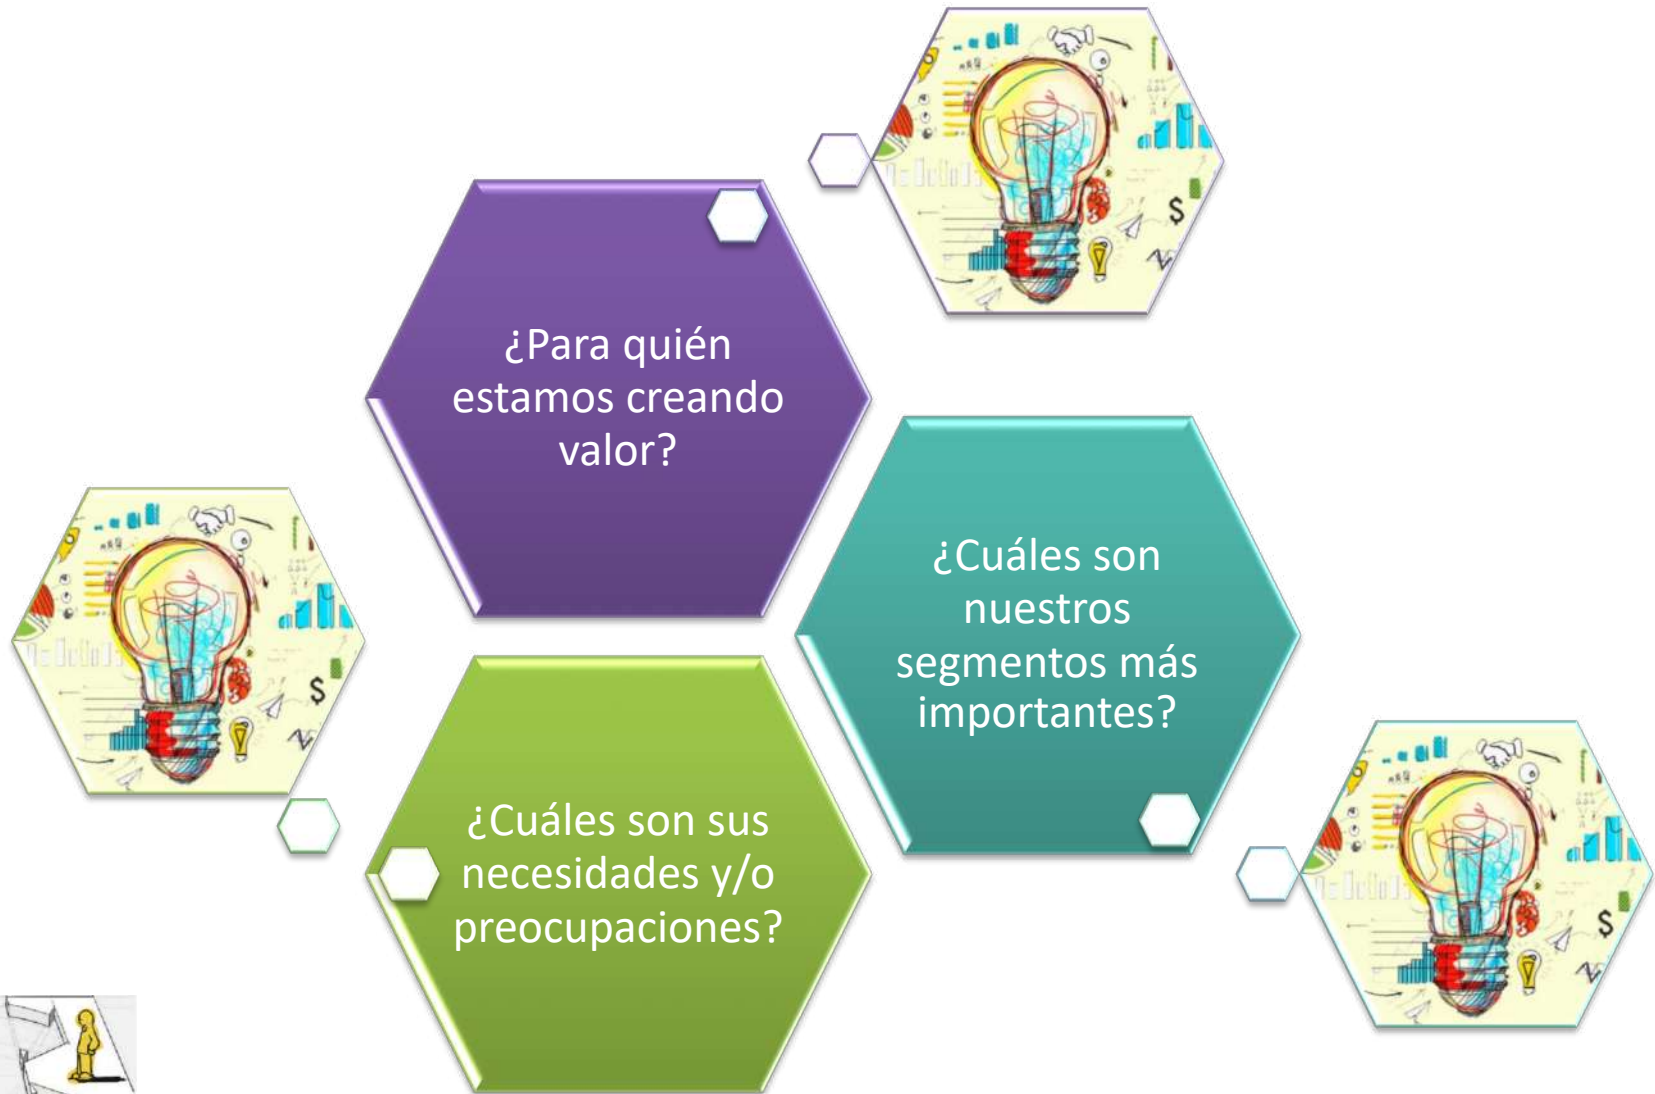 ¿Para quién
estamos creando
valor?
¿Cuáles son
nuestros
segmentos más
importantes?
¿Cuáles son sus
necesidades y/o
preocupaciones?
$
$
$